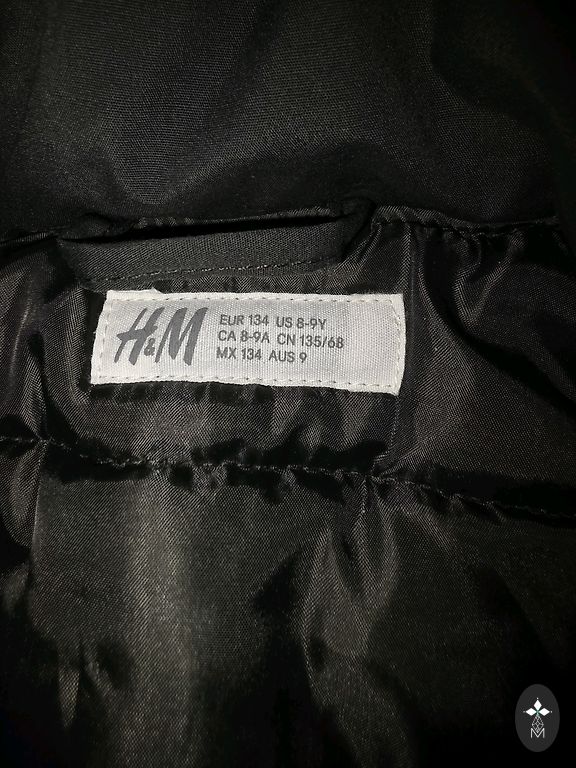 H&M
EUR 134 US 8-9Y
CA 8-9A CN 135/68
MX 134 AUS 9
M